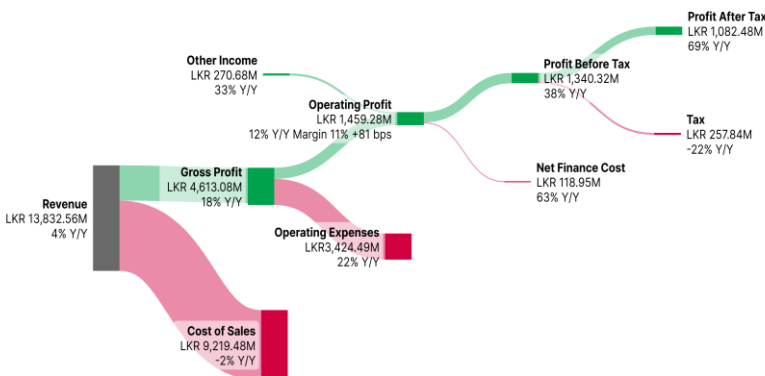 Profit After Tax
LKR 1,082.48M
69% Y/Y
Other Income
LKR 270.68M
33% Y/Y
Profit Before Tax
LKR 1,340.32M
38% Y/Y
Operating Profit
LKR 1,459.28M
12% Y/Y Margin 11% +81 bps
Tax
LKR 257.84M
-22% Y/Y
Net Finance Cost
LKR 118.95M
63% Y/Y
Gross Profit
LKR 4,613.08M
18% Y/Y
Revenue
LKR 13,832.56M
4% Y/Y
Operating Expenses
LKR3,424.49M
22% Y/Y
Cost of Sales
LKR 9,219.48M
-2% Y/Y